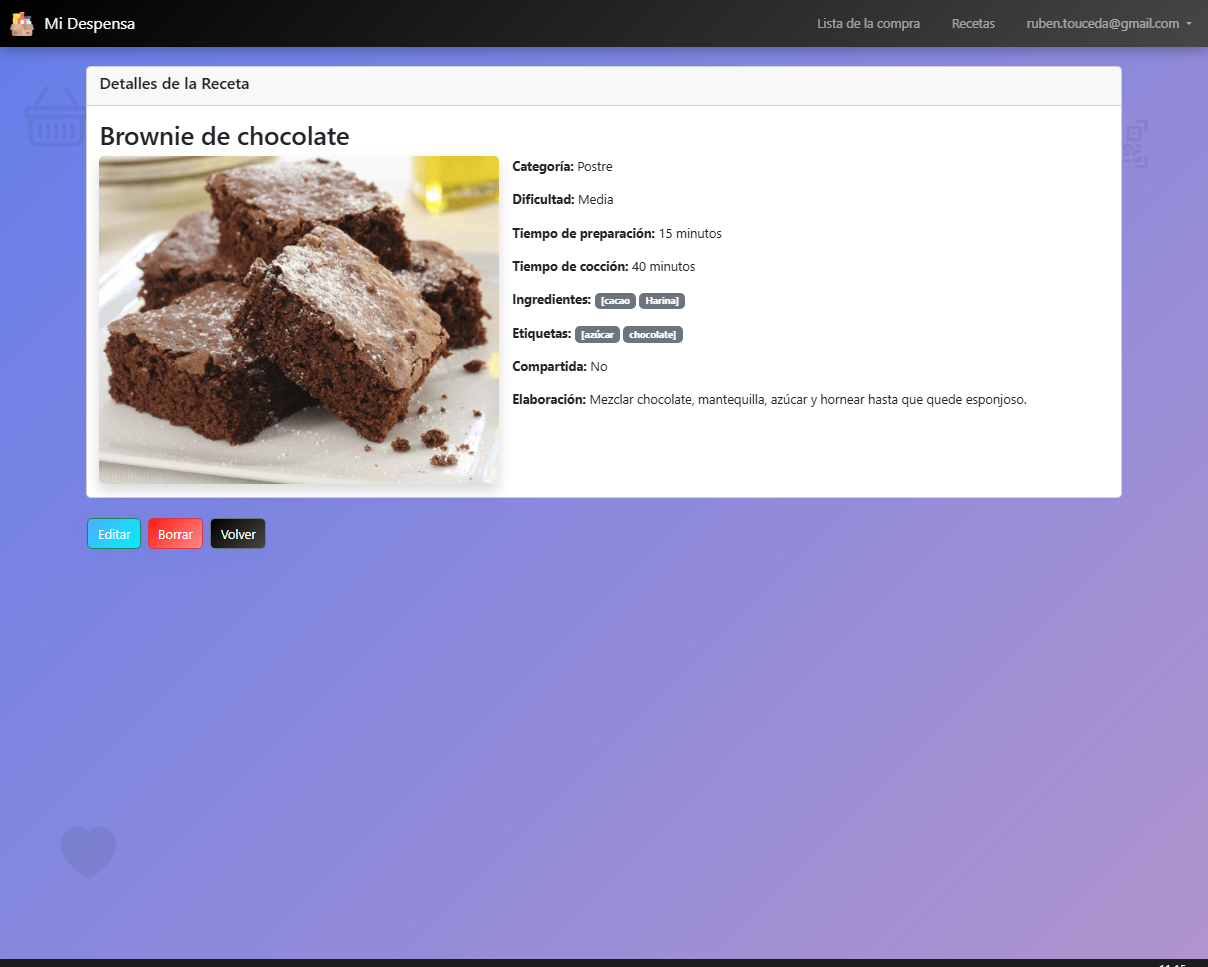 Mi Despensa
Lista de la compra
Recetas
ruben.touceda@gmail.com
Detalles de la Receta
Brownie de chocolate
Categoría: Postre
Dificultad: Media
Tiempo de preparación: 15 minutos
Tiempo de cocción: 40 minutos
Ingredientes: [cacao Harina]
Etiquetas: [azúcar chocolate]
Compartida: No
Elaboración: Mezclar chocolate, mantequilla, azúcar y hornear hasta que quede esponjoso.
Editar
Borrar
Volver